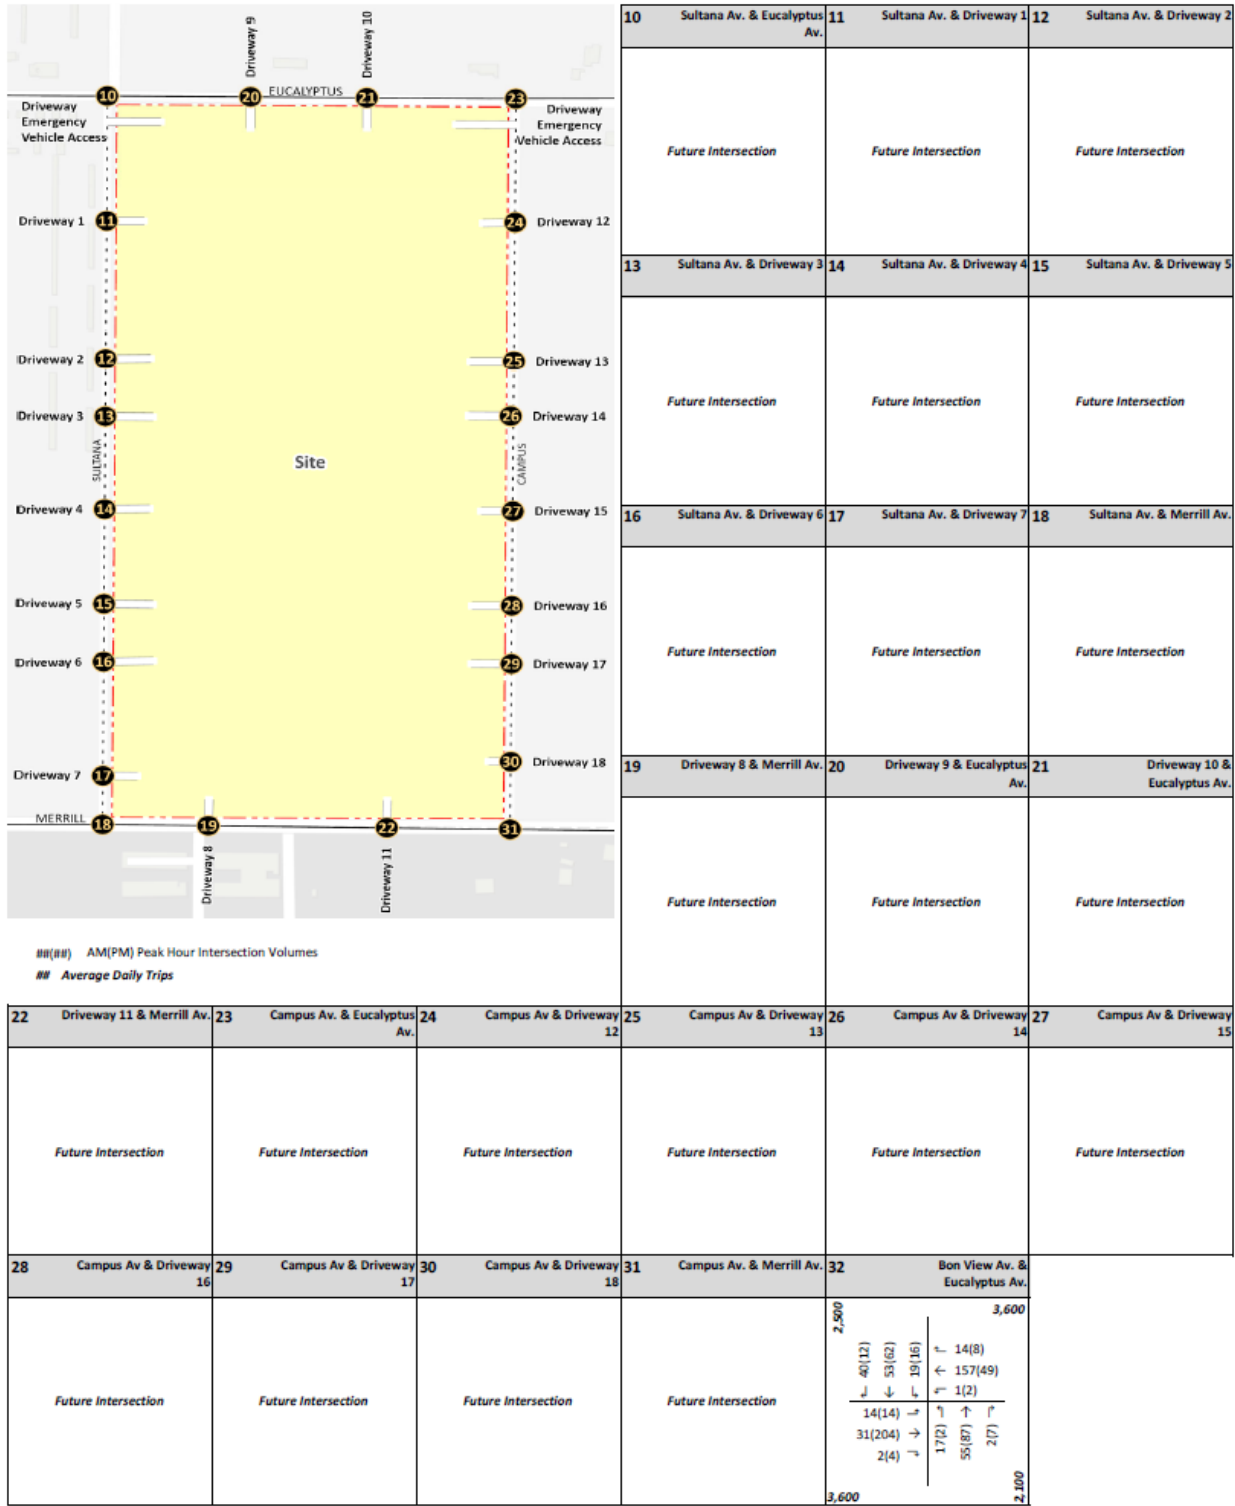 Driveway 9
Driveway 10
10
20
EUCALYPTUS
21
23
Driveway
Emergency
Vehicle Access
Driveway
Emergency
Vehicle Access
Driveway 1
11
24
Driveway 12
Driveway 2
12
25
Driveway 13
Driveway 3
13
26
Driveway 14
SULTANA
Site
CAMPUS
Driveway 4
14
27
Driveway 15
Driveway 5
15
28
Driveway 16
Driveway 6
16
29
Driveway 17
Driveway 7
17
30
Driveway 18
MERRILL
18
19
22
31
Driveway 8
Driveway 11
##(##) AM(PM) Peak Hour Intersection Volumes
## Average Daily Trips
10 Sultana Av. & Eucalyptus
Av.
Future Intersection
11 Sultana Av. & Driveway 1
Future Intersection
12 Sultana Av. & Driveway 2
Future Intersection
13 Sultana Av. & Driveway 3
Future Intersection
14 Sultana Av. & Driveway 4
Future Intersection
15 Sultana Av. & Driveway 5
Future Intersection
16 Sultana Av. & Driveway 6
Future Intersection
17 Sultana Av. & Driveway 7
Future Intersection
18 Sultana Av. & Merrill Av.
Future Intersection
19 Driveway 8 & Merrill Av.
Future Intersection
20 Driveway 9 & Eucalyptus
Av.
Future Intersection
21 Driveway 10 &
Eucalyptus Av.
Future Intersection
22 Driveway 11 & Merrill Av.
Future Intersection
23 Campus Av. & Eucalyptus
Av.
Future Intersection
24 Campus Av & Driveway
12
Future Intersection
25 Campus Av & Driveway
13
Future Intersection
26 Campus Av & Driveway
14
Future Intersection
27 Campus Av & Driveway
15
Future Intersection
28 Campus Av & Driveway
16
Future Intersection
29 Campus Av & Driveway
17
Future Intersection
30 Campus Av & Driveway
18
Future Intersection
31 Campus Av. & Merrill Av.
Future Intersection
32 Bon View Av. &
Eucalyptus Av.
2,500
3,600
40(12)
53(62)
19(16)
14(8)
157(49)
1(2)
14(14)
31(204)
2(4)
17(2)
55(87)
2(7)
3,600
2,100